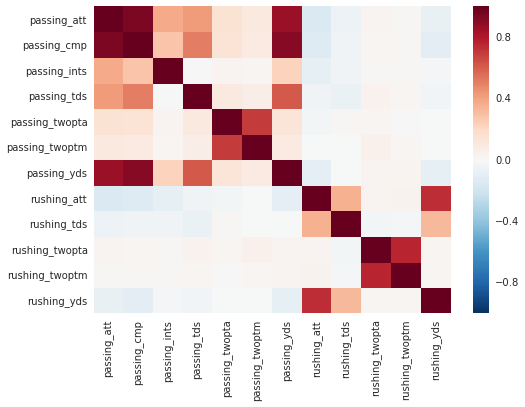 passing_att
passing_cmp
passing_ints
passing_tds
passing_twopta
passing_twoptm
passing_yds
rushing_att
rushing_tds
rushing_twopta
rushing_twoptm
rushing_yds
passing_att
passing_cmp
passing_ints
passing_tds
passing_twopta
passing_twoptm
passing_yds
rushing_att
rushing_tds
rushing_twopta
rushing_twoptm
rushing_yds
0.8
0.4
0.0
−0.4
−0.8